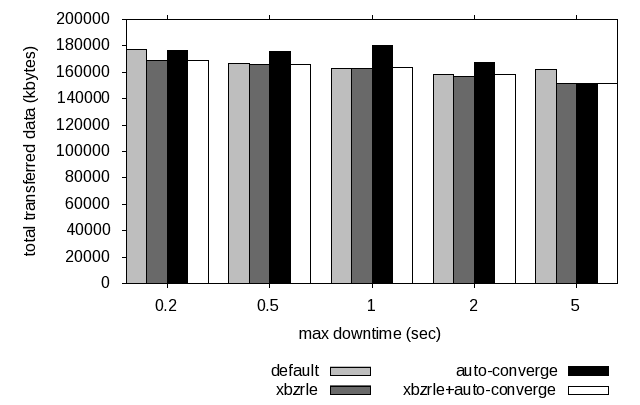 200000
180000
160000
140000
120000
100000
80000
60000
40000
20000
0
total transferred data (kbytes)
0.2 0.5 1 2 5
max downtime (sec)
default auto-converge
xbzrle xbzrle+auto-converge